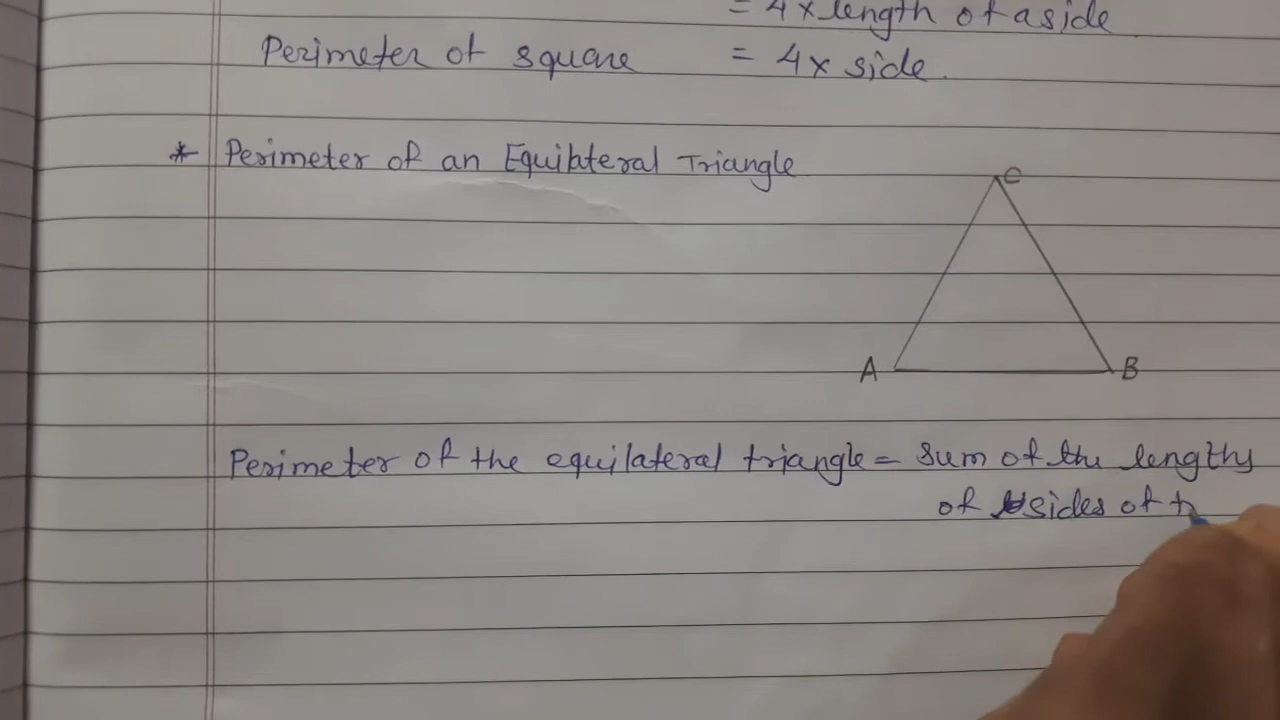 = 4 x length of a side
Perimeter of square = 4 x side.
* Perimeter of an Equilateral Triangle
C
A
B
Perimeter of the equilateral triangle = sum of the lengths
of sides of t